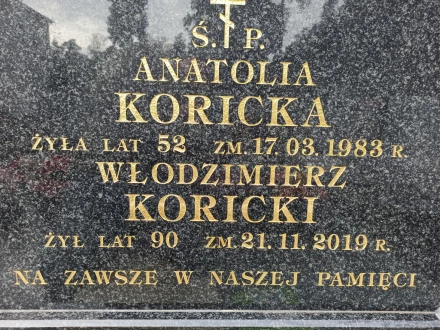 Ś. P.
ANATOLIA
KORICKA
ŻYŁA LAT 52 ZM. 17. 03. 1983 R.
WŁODZIMIERZ
KORICKI
ŻYŁ LAT 90 ZM. 21. 11. 2019 R.
NA ZAWSZE W NASZEJ PAMIĘCI